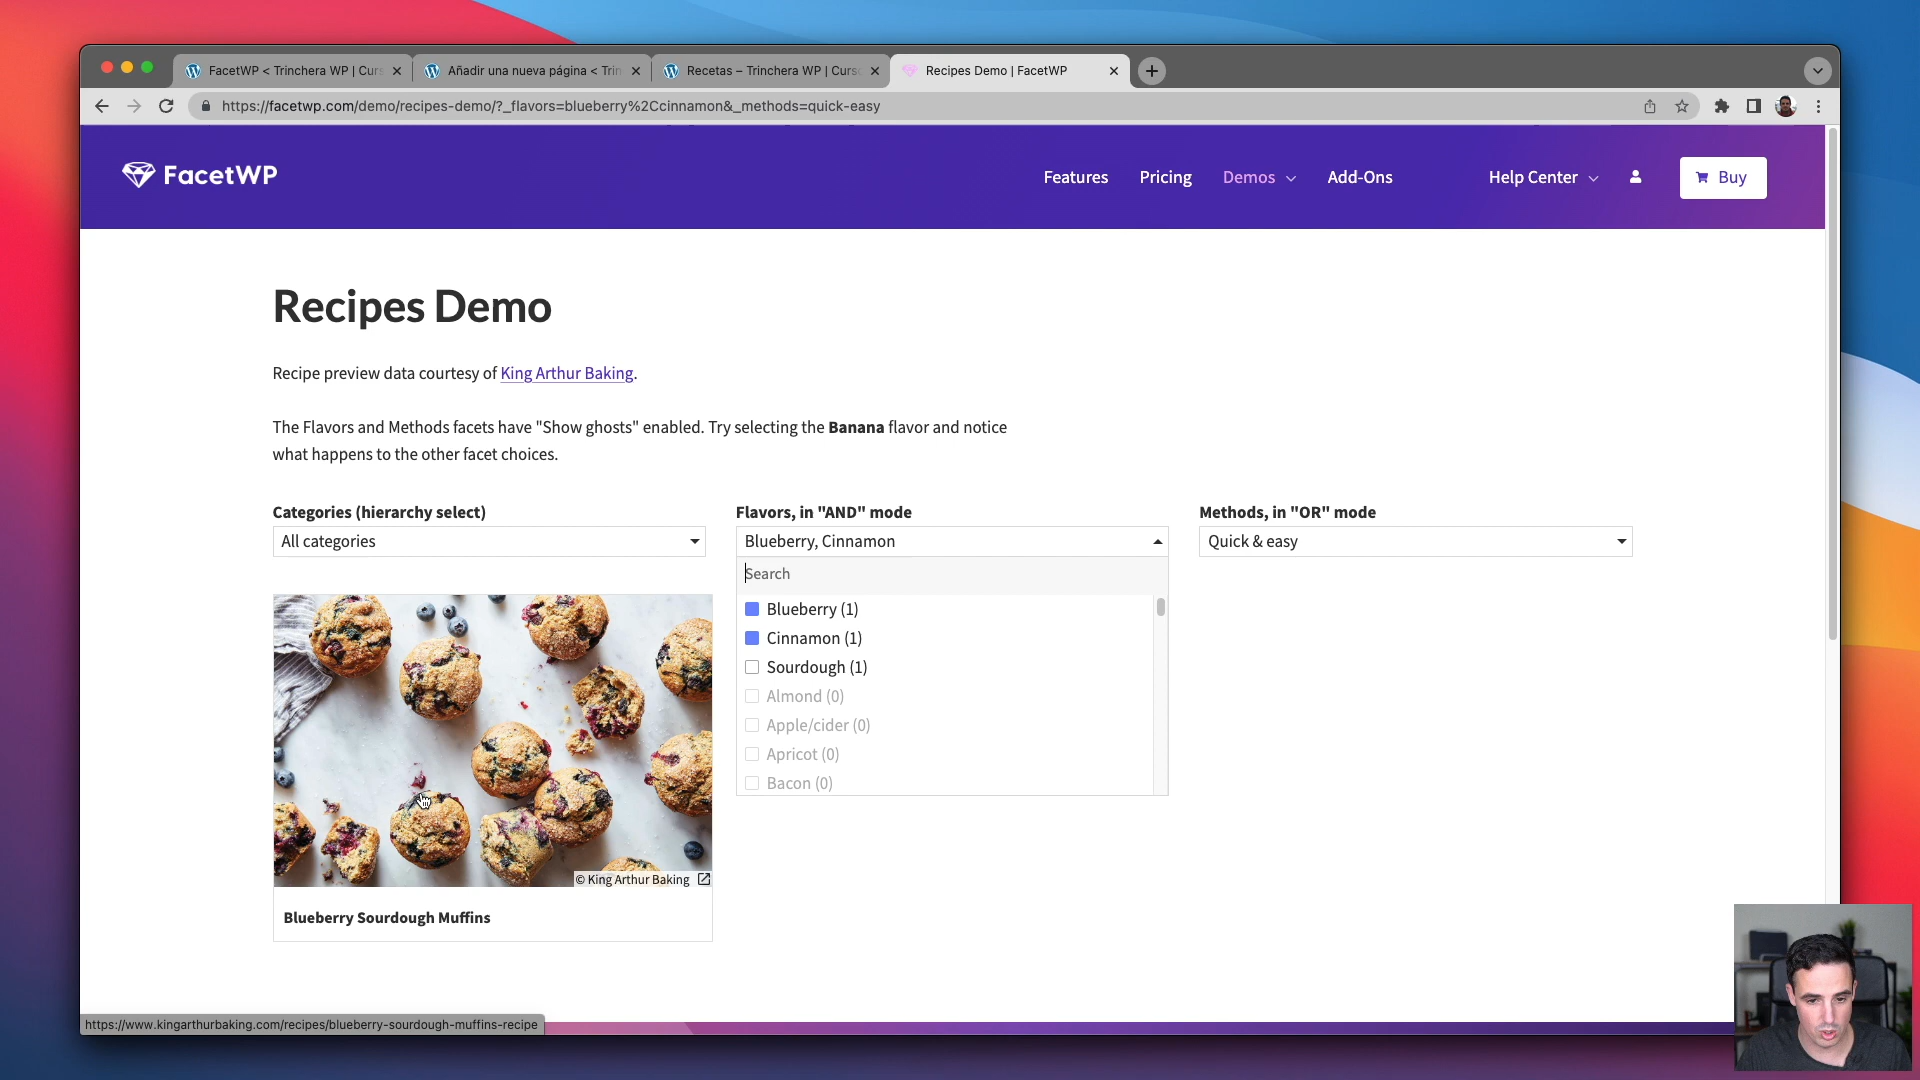 FacetWP < Trinchera WP | Curs
Añadir una nueva página < Trin
Recetas – Trinchera WP | Curso
Recipes Demo | FacetWP
https://facetwp.com/demo/recipes-demo/?_flavors=blueberry%2Ccinnamon&_methods=quick-easy
FacetWP
Features
Pricing
Demos
Add-Ons
Help Center
Buy
Recipes Demo
Recipe preview data courtesy of King Arthur Baking.
The Flavors and Methods facets have "Show ghosts" enabled. Try selecting the Banana flavor and notice
what happens to the other facet choices.
Categories (hierarchy select)
All categories
Flavors, in "AND" mode
Blueberry, Cinnamon
Search
Blueberry (1)
Cinnamon (1)
Sourdough (1)
Almond (0)
Apple/cider (0)
Apricot (0)
Bacon (0)
Methods, in "OR" mode
Quick & easy
© King Arthur Baking
Blueberry Sourdough Muffins
https://www.kingarthurbaking.com/recipes/blueberry-sourdough-muffins-recipe